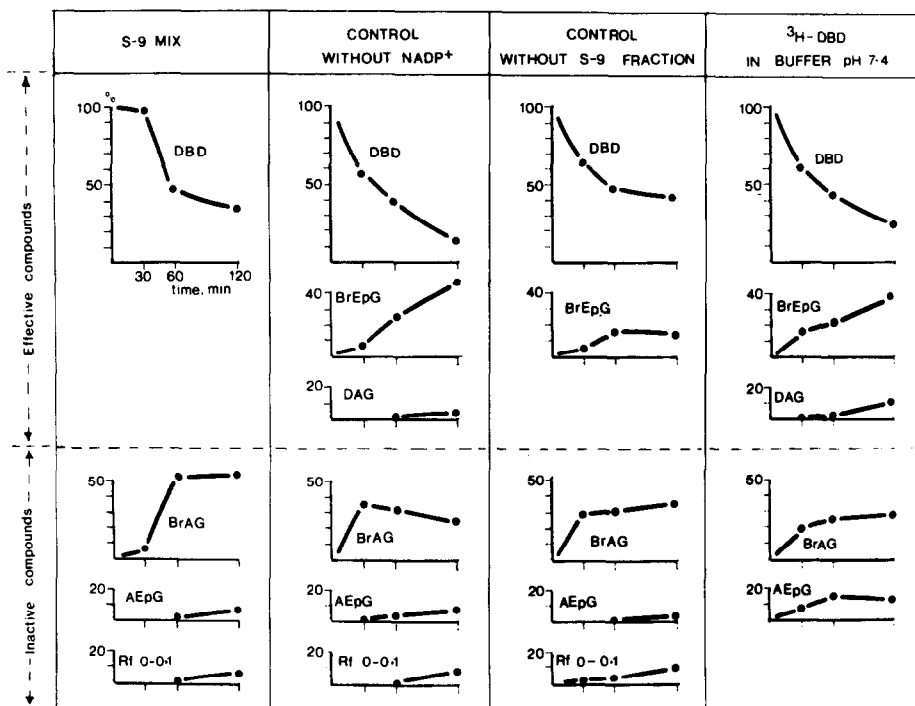 S-9 MIX
CONTROL
WITHOUT NADP+
CONTROL
WITHOUT S-9 FRACTION
³H-DBD
IN BUFFER pH 7·4
Effective compounds
%
100
50
DBD
30 60 120
time, min
100
50
DBD
100
50
DBD
100
50
DBD
40
BrEpG
40
BrEpG
40
BrEpG
20
DAG
20
DAG
Inactive compounds
50
BrAG
50
BrAG
50
BrAG
50
BrAG
20
AEpG
20
AEpG
20
AEpG
20
AEpG
20
Rf 0-0·1
20
Rf 0-0·1
20
Rf 0-0·1